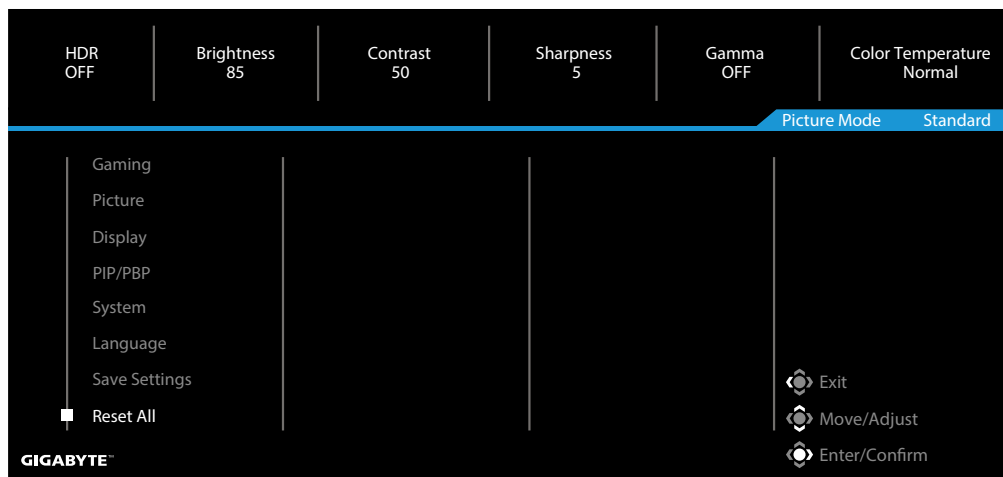 HDR
OFF
Brightness
85
Contrast
50
Sharpness
5
Gamma
OFF
Color Temperature
Normal
Picture Mode Standard
Gaming
Picture
Display
PIP/PBP
System
Language
Save Settings
Reset All
Exit
Move/Adjust
Enter/Confirm
GIGABYTE™